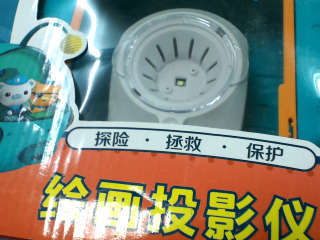 探险 · 拯救 · 保护
绘画投影仪